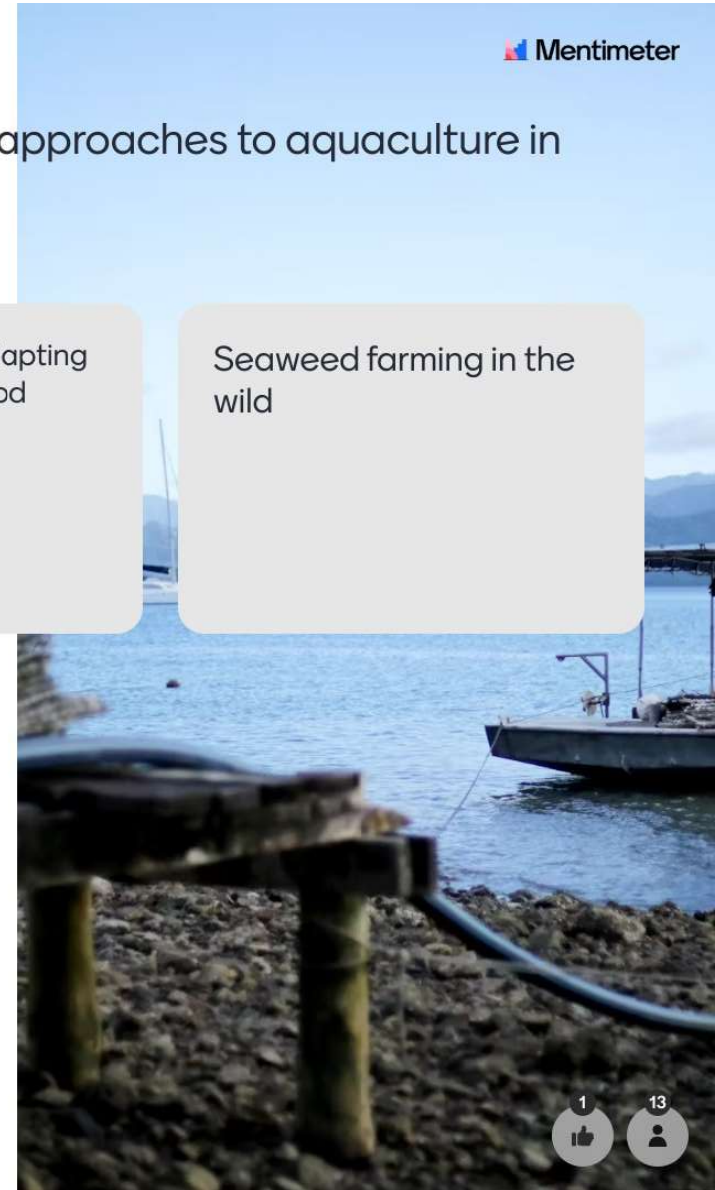 Mentimeter
approaches to aquaculture in
apting
od
Seaweed farming in the
wild
1
13